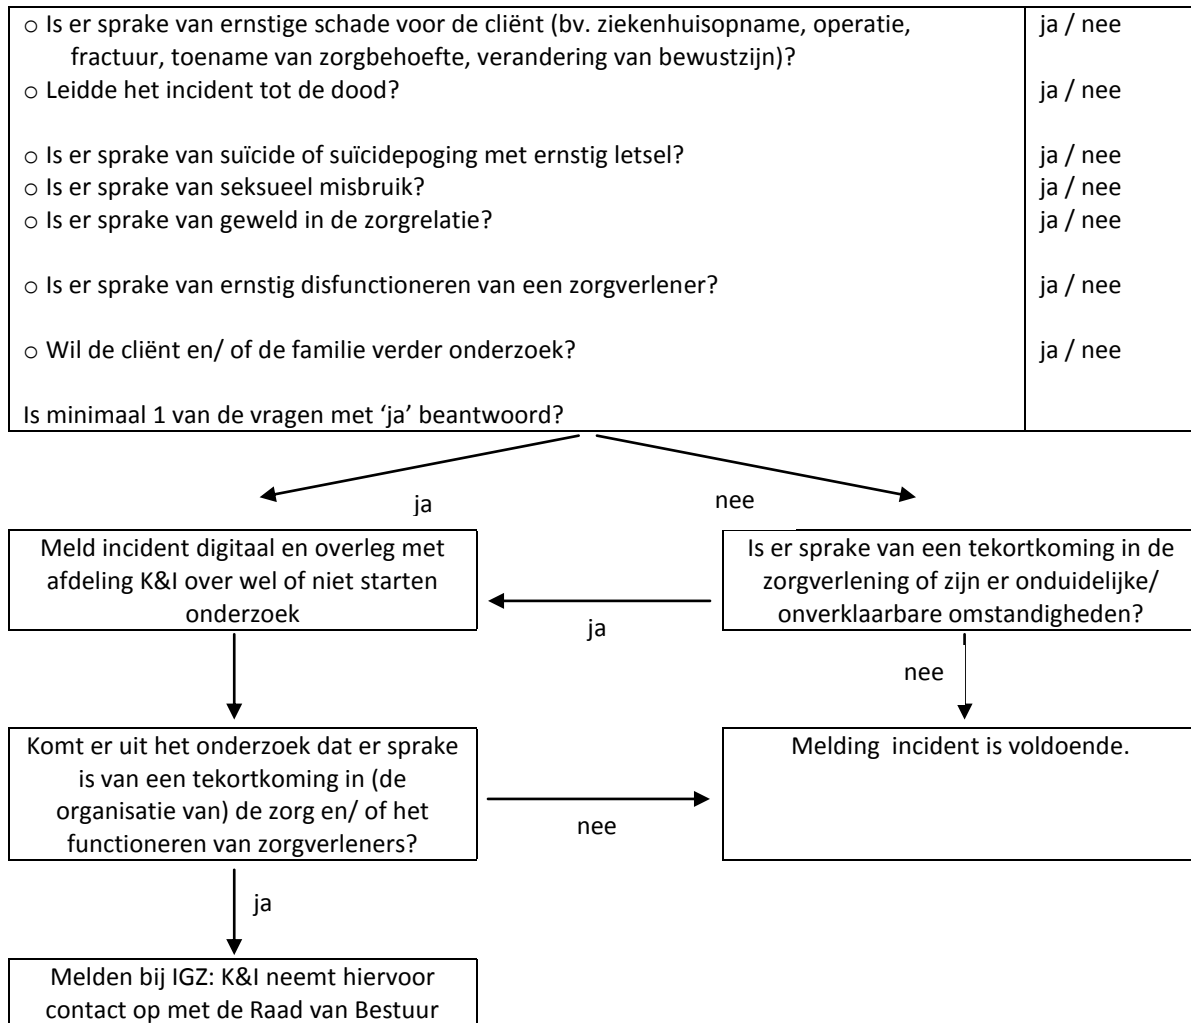 o Is er sprake van ernstige schade voor de cliënt (bv. ziekenhuisopname, operatie, ja / nee
fractuur, toename van zorgbehoefte, verandering van bewustzijn)?
o Leidde het incident tot de dood? ja / nee
o Is er sprake van suïcide of suïcidepoging met ernstig letsel? ja / nee
o Is er sprake van seksueel misbruik? ja / nee
o Is er sprake van geweld in de zorgrelatie? ja / nee
o Is er sprake van ernstig disfunctioneren van een zorgverlener? ja / nee
o Wil de cliënt en/ of de familie verder onderzoek? ja / nee
Is minimaal 1 van de vragen met ‘ja’ beantwoord?
ja
nee
Meld incident digitaal en overleg met
afdeling K&I over wel of niet starten
onderzoek
Is er sprake van een tekortkoming in de
zorgverlening of zijn er onduidelijke/
onverklaarbare omstandigheden?
ja
nee
Komt er uit het onderzoek dat er sprake
is van een tekortkoming in (de
organisatie van) de zorg en/ of het
functioneren van zorgverleners?
nee
Melding incident is voldoende.
ja
Melden bij IGZ: K&I neemt hiervoor
contact op met de Raad van Bestuur